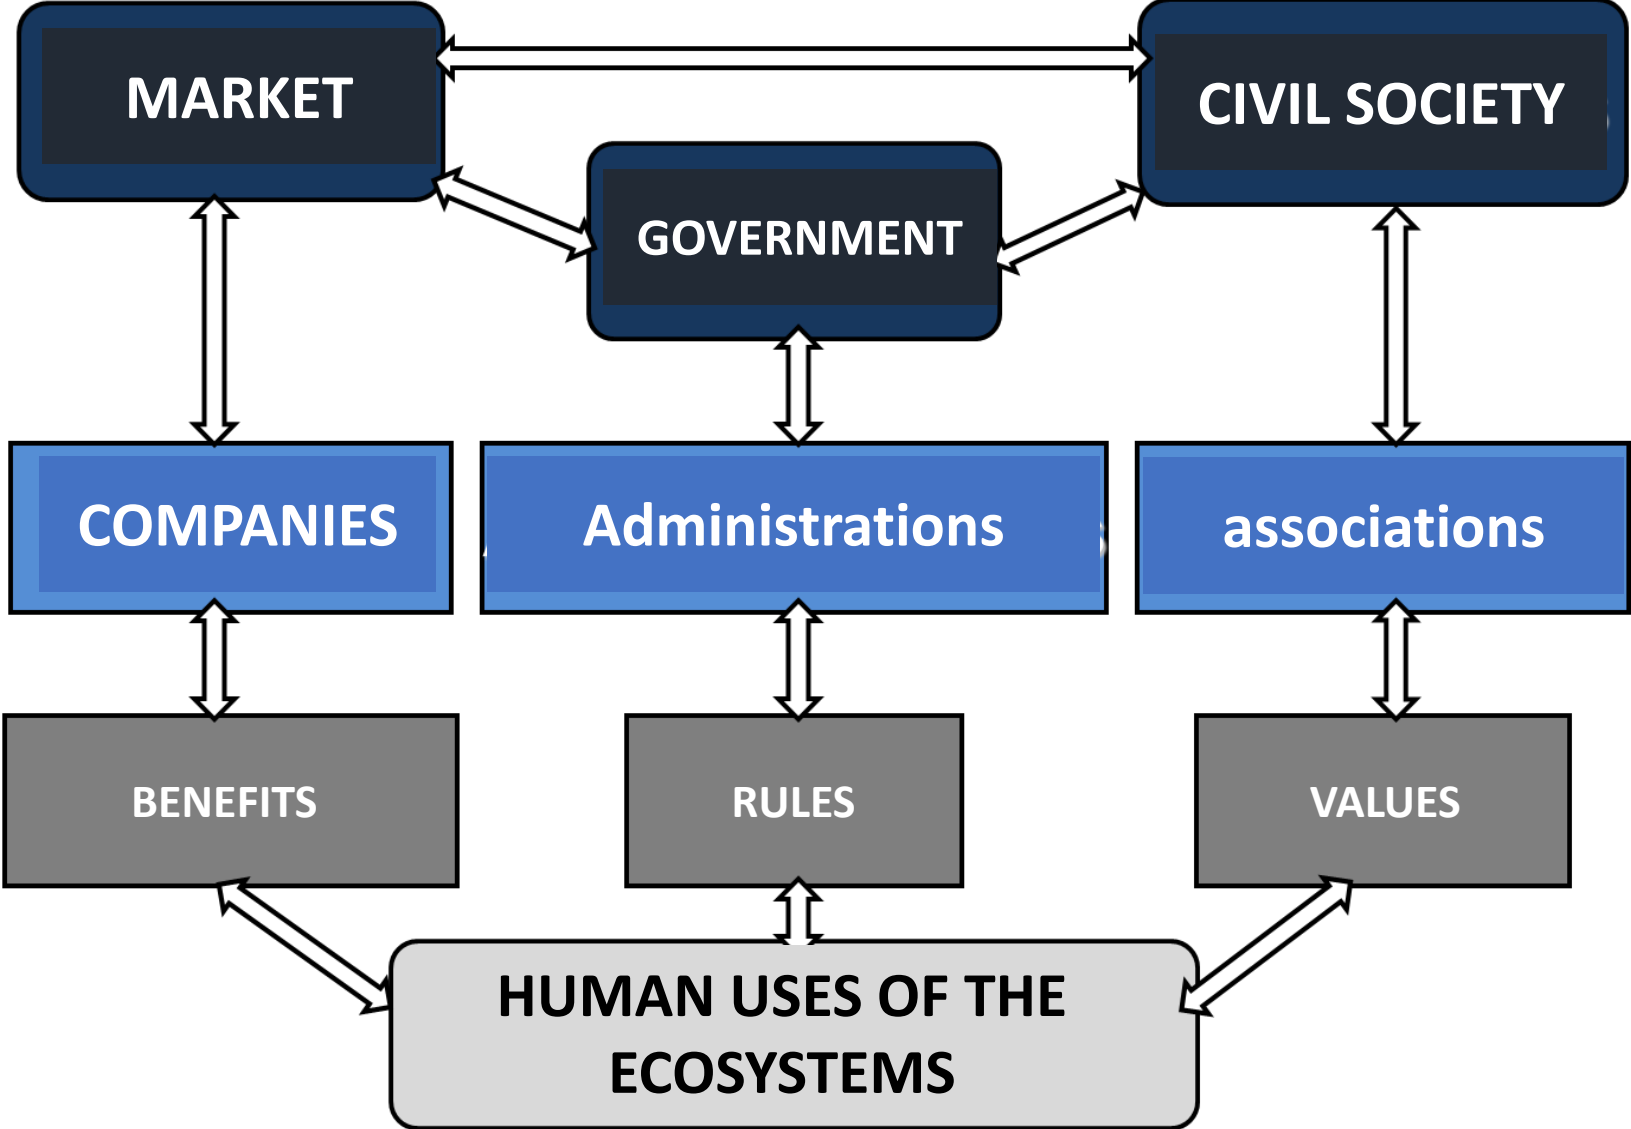 MARKET
CIVIL SOCIETY
GOVERNMENT
COMPANIES
Administrations
associations
BENEFITS
RULES
VALUES
HUMAN USES OF THE
ECOSYSTEMS